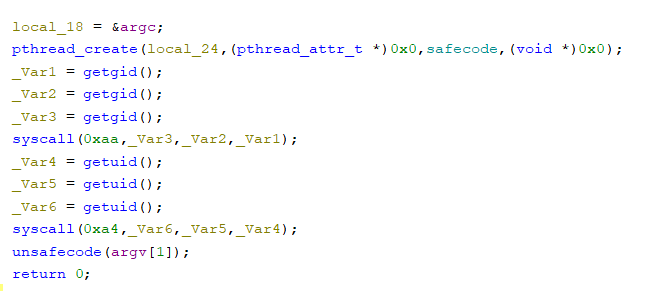 local_18 = &argc;
pthread_create(local_24,(pthread_attr_t *)0x0,safecode,(void *)0x0);
_Var1 = getgid();
_Var2 = getgid();
_Var3 = getgid();
syscall(0xaa,_Var3,_Var2,_Var1);
_Var4 = getuid();
_Var5 = getuid();
_Var6 = getuid();
syscall(0xa4,_Var6,_Var5,_Var4);
unsafecode(argv[1]);
return 0;